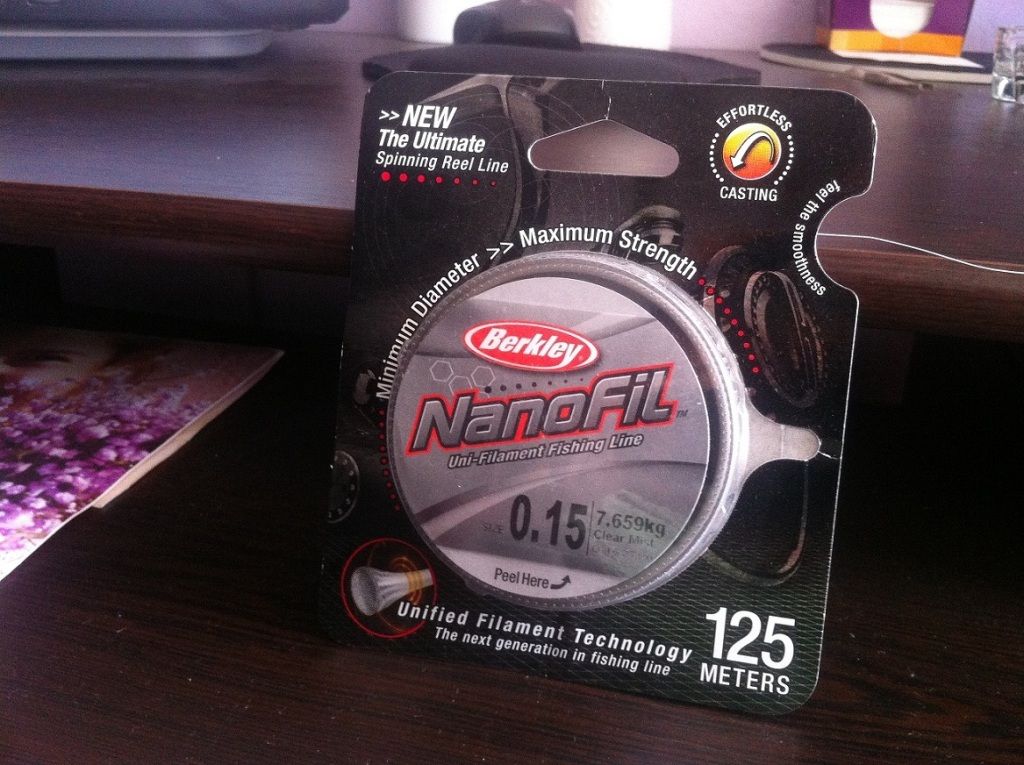 >> NEW
The Ultimate
Spinning Reel Line
EFFORTLESS
CASTING
feel the smoothness
Minimum Diameter >> Maximum Strength
Berkley
NanoFil™
Uni-Filament Fishing Line
SIZE 0.15
7.659kg
Clear Mist
Peel Here
Unified Filament Technology
The next generation in fishing line
125
METERS